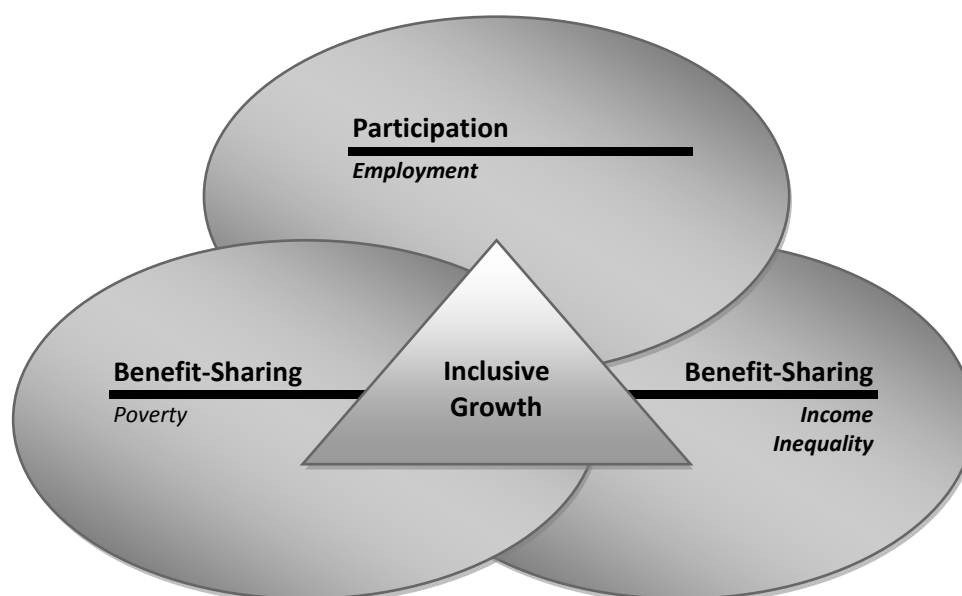 Participation
Employment
Benefit-Sharing
Poverty
Inclusive
Growth
Benefit-Sharing
Income
Inequality